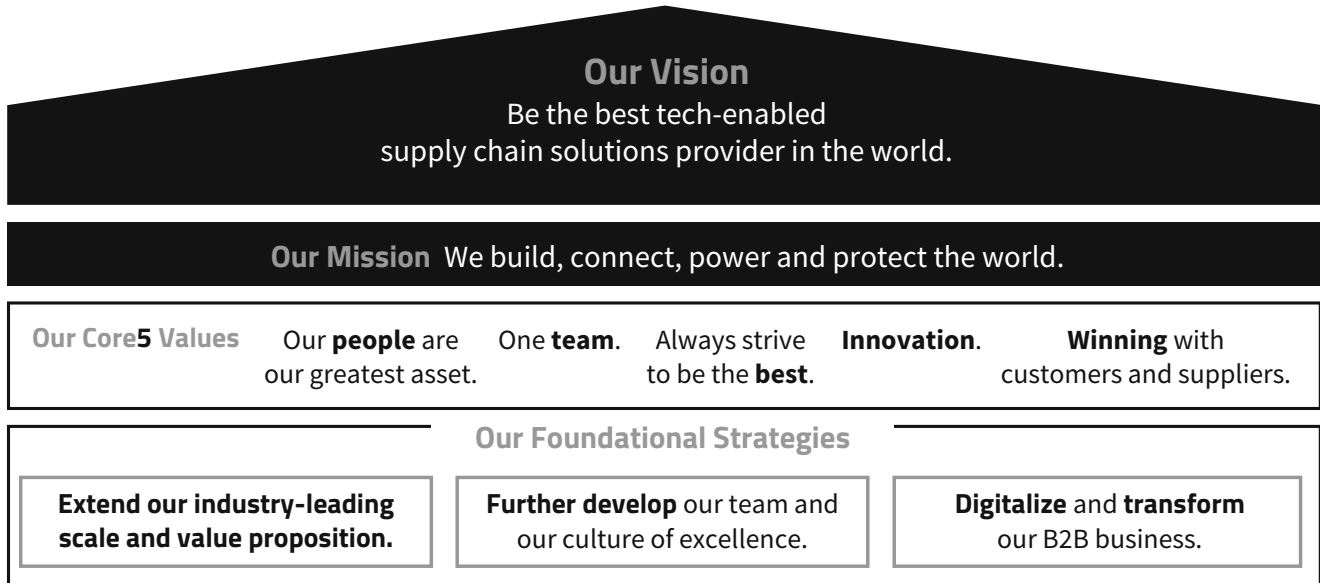 Our Vision
Be the best tech-enabled
supply chain solutions provider in the world.
Our Mission We build, connect, power and protect the world.
Our Core5 Values
Our people are
our greatest asset.
One team.
Always strive
to be the best.
Innovation.
Winning with
customers and suppliers.
Our Foundational Strategies
Extend our industry-leading
scale and value proposition.
Further develop our team and
our culture of excellence.
Digitalize and transform
our B2B business.